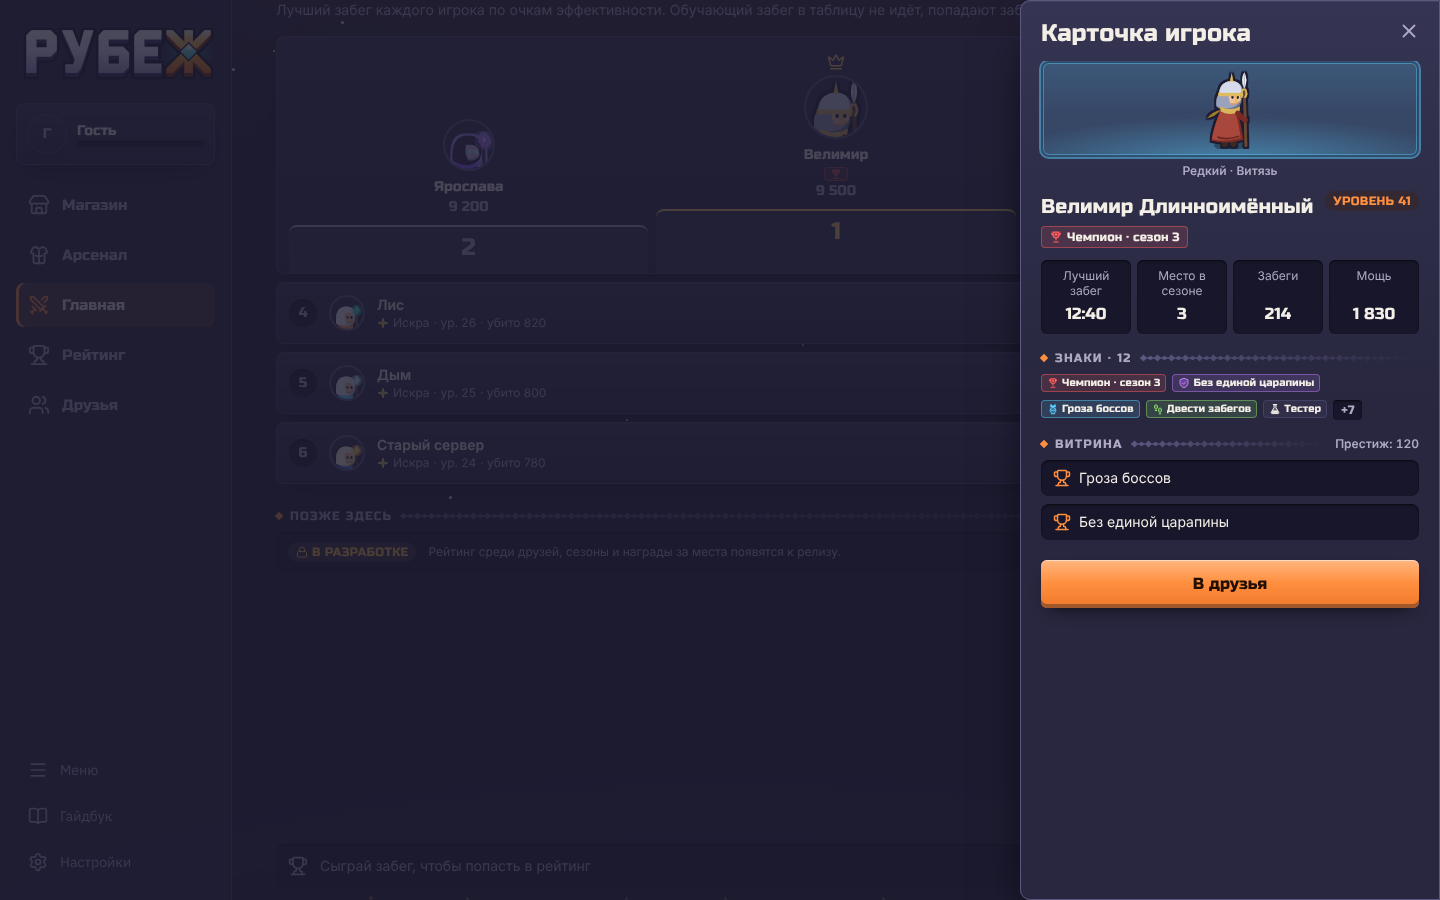 РУБЕЖ
Г
Гость
Магазин
Арсенал
Главная
Рейтинг
Друзья
Меню
Гайдбук
Настройки
Лучший забег каждого игрока по очкам эффективности. Обучающий забег в таблицу не идёт, попадают заб
Ярослава
9 200
2
Велимир
9 500
1
4
Лис
Искра · ур. 26 · убито 820
5
Дым
Искра · ур. 25 · убито 800
6
Старый сервер
Искра · ур. 24 · убито 780
ПОЗЖЕ ЗДЕСЬ
В РАЗРАБОТКЕ
Рейтинг среди друзей, сезоны и награды за места появятся к релизу.
Сыграй забег, чтобы попасть в рейтинг
Карточка игрока
Редкий · Витязь
Велимир Длинноимённый
УРОВЕНЬ 41
Чемпион · сезон 3
Лучший забег
12:40
Место в сезоне
3
Забеги
214
Мощь
1 830
ЗНАКИ · 12
Чемпион · сезон 3
Без единой царапины
Гроза боссов
Двести забегов
Тестер
+7
ВИТРИНА
Престиж: 120
Гроза боссов
Без единой царапины
В друзья